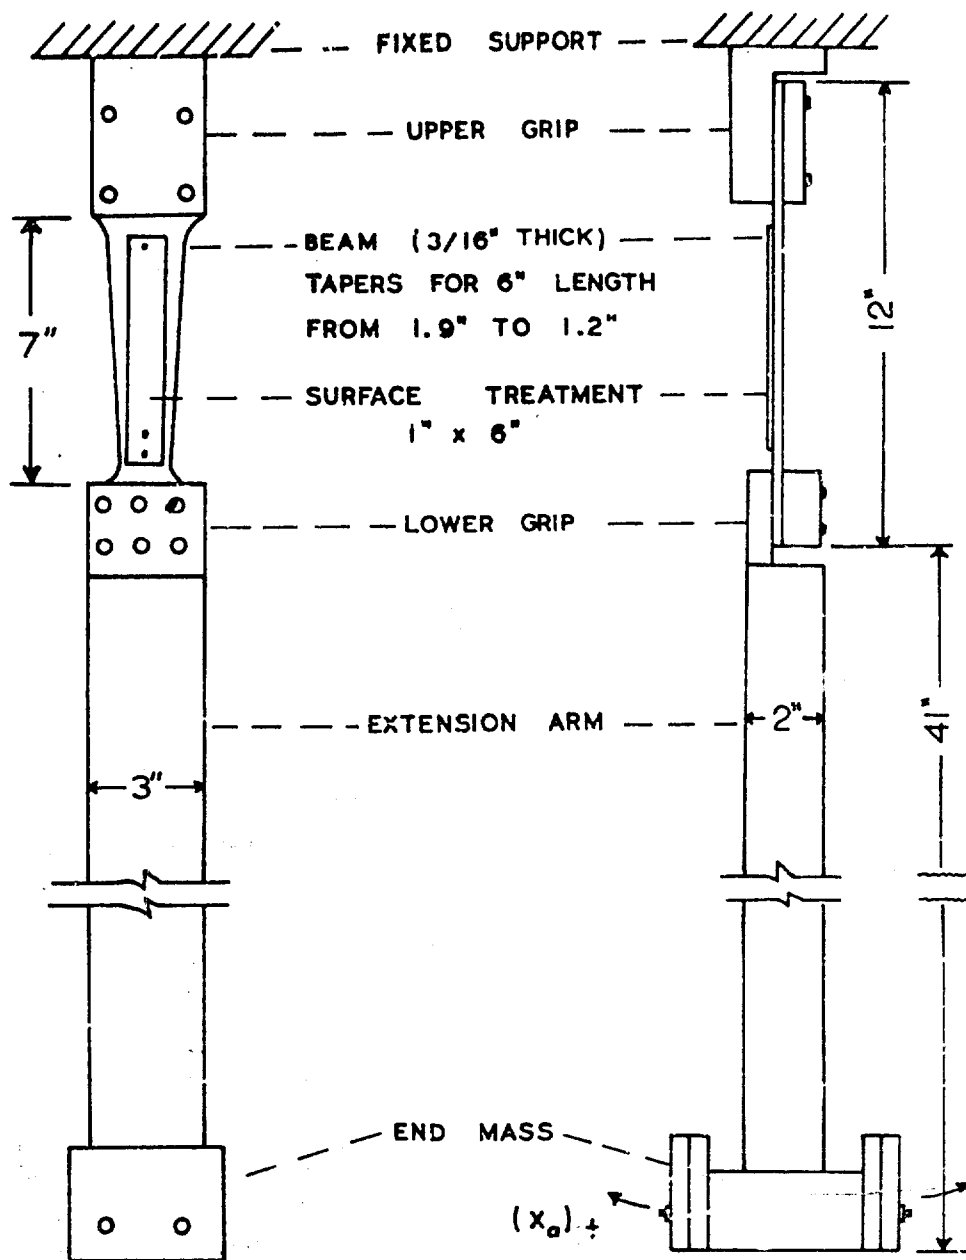 FIXED SUPPORT
UPPER GRIP
BEAM (3/16" THICK)
TAPERS FOR 6" LENGTH
FROM 1.9" TO 1.2"
7"
12"
SURFACE TREATMENT
1" x 6"
LOWER GRIP
EXTENSION ARM
2"
41"
3"
END MASS
(Xa)